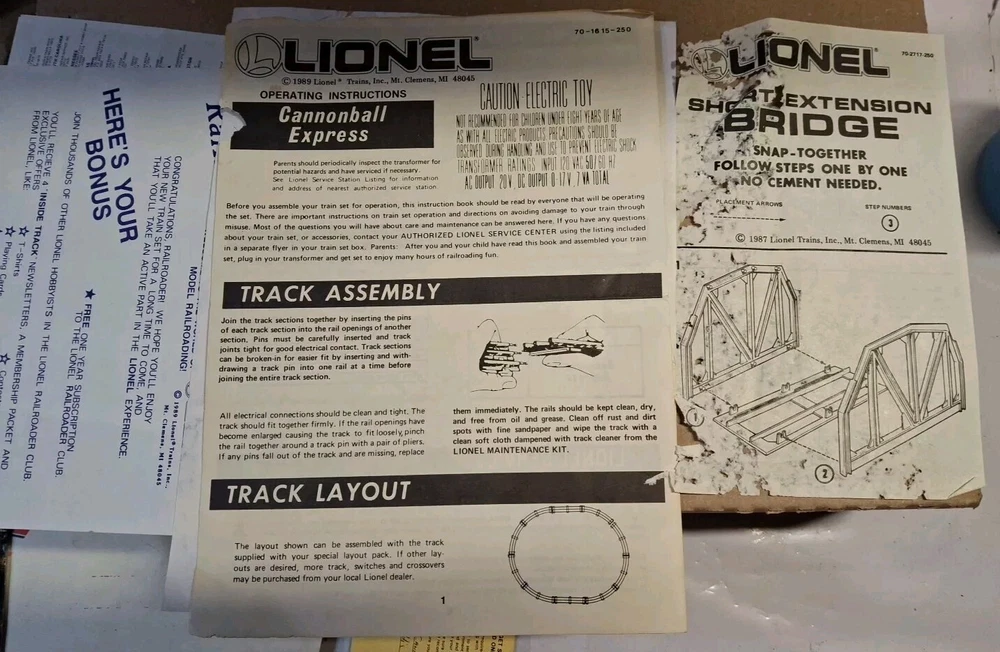 70-1615-250
LIONEL®
© 1989 Lionel® Trains, Inc., Mt. Clemens, MI 48045
OPERATING INSTRUCTIONS
Cannonball
Express
CAUTION ELECTRIC TOY
NOT RECOMMENDED FOR CHILDREN UNDER EIGHT YEARS OF AGE
AS WITH ALL ELECTRIC PRODUCTS PRECAUTIONS SHOULD BE
OBSERVED DURING HANDLING AND USE TO PREVENT ELECTRIC SHOCK
TRANSFORMER RATINGS INPUT 120 VAC 50/60 HZ
AC OUTPUT 20V, DC OUTPUT 0-17V, 7 VA TOTAL
Parents should periodically inspect the transformer for
potential hazards and have serviced if necessary.
See Lionel Service Station Listing for information
and address of nearest authorized service station.
Before you assemble your train set for operation, this instruction book should be read by everyone that will be operating
the set. There are important instructions on train set operation and directions on avoiding damage to your train through
misuse. Most of the questions you will have about care and maintenance can be answered here. If you have any questions
about your train set, or accessories, contact your AUTHORIZED LIONEL SERVICE CENTER using the listing included
in a separate flyer in your train set box. Parents: After you and your child have read this book and assembled your train
set, plug in your transformer and get set to enjoy many hours of railroading fun.
TRACK ASSEMBLY
Join the track sections together by inserting the pins
of each track section into the rail openings of another
section. Pins must be carefully inserted and track
joints tight for good electrical contact. Track sections
can be broken-in for easier fit by inserting and with-
drawing a track pin into one rail at a time before
joining the entire track section.
All electrical connections should be clean and tight. The
track should fit together firmly. If the rail openings have
become enlarged causing the track to fit loosely, pinch
the rail together around a track pin with a pair of pliers.
If any pins fall out of the track and are missing, replace
them immediately. The rails should be kept clean, dry,
and free from oil and grease. Clean off rust and dirt
spots with fine sandpaper and wipe the track with a
clean soft cloth dampened with track cleaner from the
LIONEL MAINTENANCE KIT.
TRACK LAYOUT
The layout shown can be assembled with the track
supplied with your special layout pack. If other lay-
outs are desired, more track, switches and crossovers
may be purchased from your local Lionel dealer.
1
70-2717-250
LIONEL®
SHORT EXTENSION
BRIDGE
SNAP-TOGETHER
FOLLOW STEPS ONE BY ONE
NO CEMENT NEEDED.
PLACEMENT ARROWS
STEP NUMBERS
3
© 1987 Lionel Trains, Inc., Mt. Clemens, MI 48045
1
2
MODEL RAILROADING!
© 1989 Lionel® Trains, Inc.,
Mt. Clemens, MI 48045
CONGRATULATIONS, RAILROADER! WE HOPE YOU'LL ENJOY
YOUR NEW TRAIN SET FOR A LONG TIME TO COME AND
THAT YOU'LL TAKE AN ACTIVE PART IN THE LIONEL EXPERIENCE.
HERE'S YOUR
BONUS
★ FREE ONE YEAR SUBSCRIPTION
TO THE LIONEL RAILROADER CLUB.
JOIN THOUSANDS OF OTHER LIONEL HOBBYISTS IN THE LIONEL RAILROADER CLUB.
YOU'LL RECIEVE 4 "INSIDE TRACK" NEWSLETTERS, A MEMBERSHIP PACKET AND
EXCLUSIVE OFFERS
FROM LIONEL, LIKE:
★ T-Shirts
★ Playing Cards